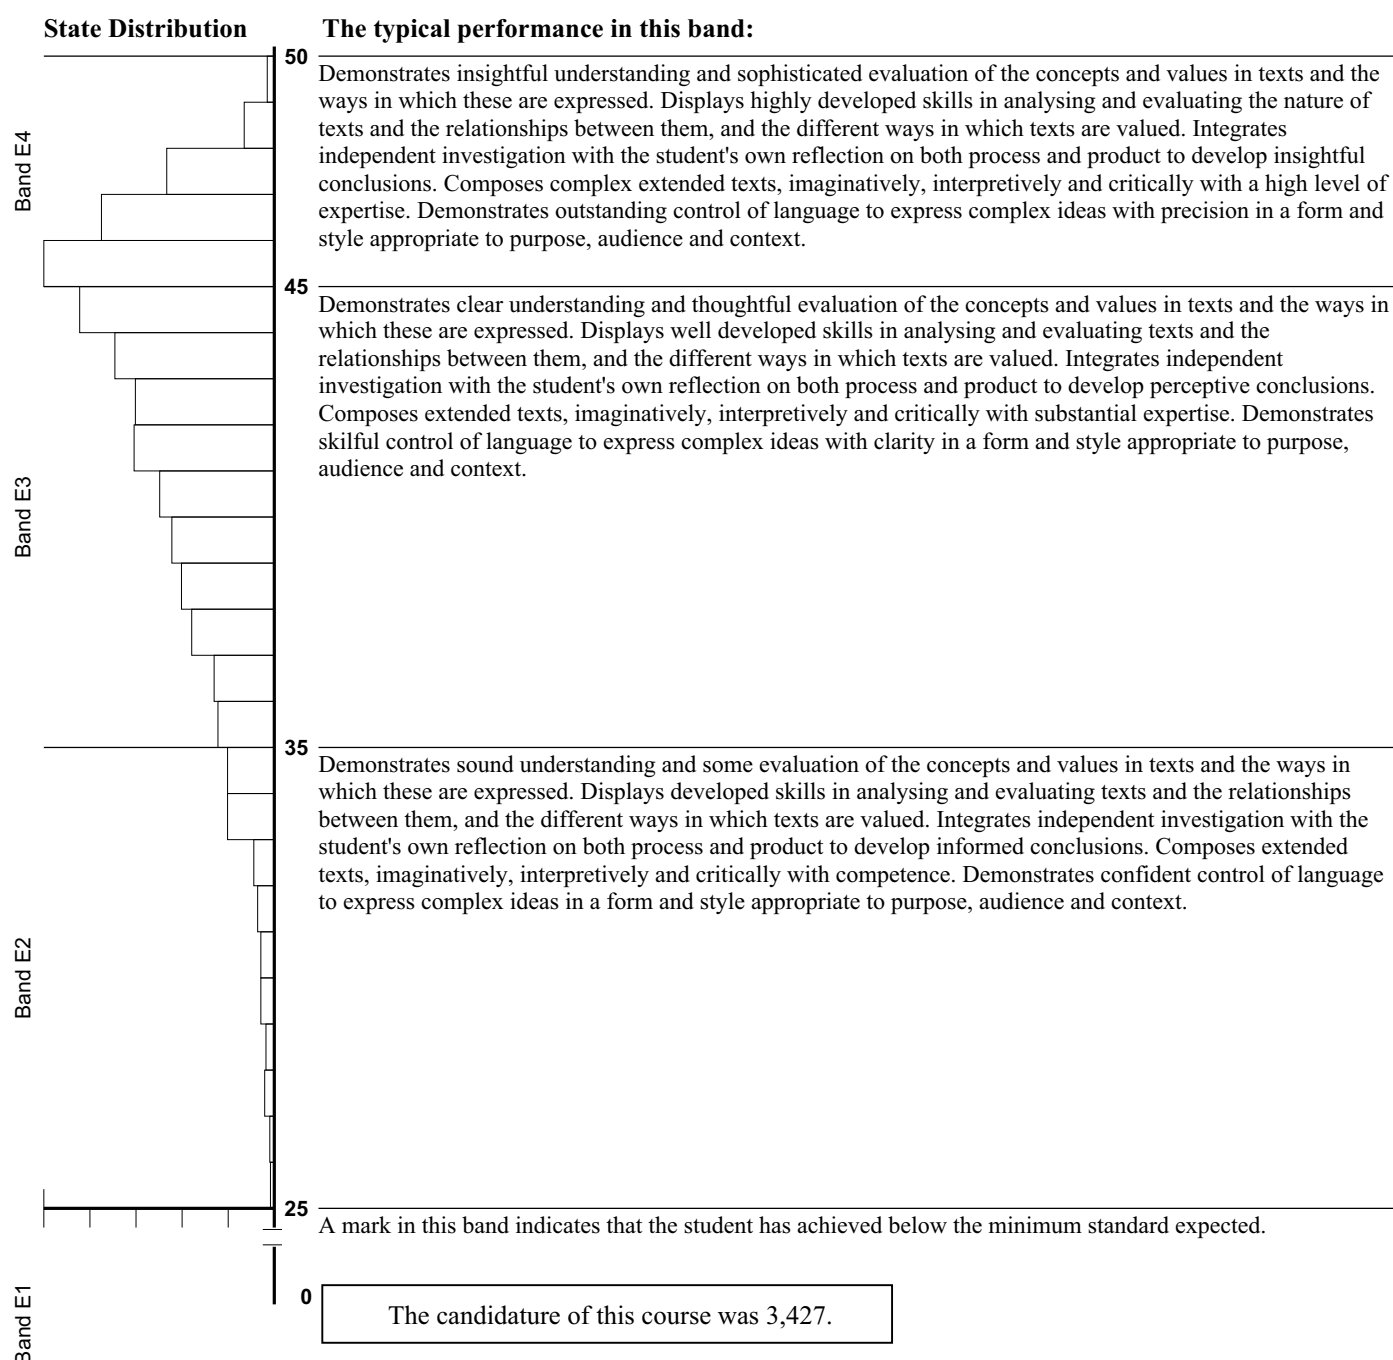 State Distribution
The typical performance in this band:
50
Band E4
Demonstrates insightful understanding and sophisticated evaluation of the concepts and values in texts and the
ways in which these are expressed. Displays highly developed skills in analysing and evaluating the nature of
texts and the relationships between them, and the different ways in which texts are valued. Integrates
independent investigation with the student's own reflection on both process and product to develop insightful
conclusions. Composes complex extended texts, imaginatively, interpretively and critically with a high level of
expertise. Demonstrates outstanding control of language to express complex ideas with precision in a form and
style appropriate to purpose, audience and context.
45
Band E3
Demonstrates clear understanding and thoughtful evaluation of the concepts and values in texts and the ways in
which these are expressed. Displays well developed skills in analysing and evaluating texts and the
relationships between them, and the different ways in which texts are valued. Integrates independent
investigation with the student's own reflection on both process and product to develop perceptive conclusions.
Composes extended texts, imaginatively, interpretively and critically with substantial expertise. Demonstrates
skilful control of language to express complex ideas with clarity in a form and style appropriate to purpose,
audience and context.
35
Band E2
Demonstrates sound understanding and some evaluation of the concepts and values in texts and the ways in
which these are expressed. Displays developed skills in analysing and evaluating texts and the relationships
between them, and the different ways in which texts are valued. Integrates independent investigation with the
student's own reflection on both process and product to develop informed conclusions. Composes extended
texts, imaginatively, interpretively and critically with competence. Demonstrates confident control of language
to express complex ideas in a form and style appropriate to purpose, audience and context.
25
A mark in this band indicates that the student has achieved below the minimum standard expected.
Band E1
0
The candidature of this course was 3,427.